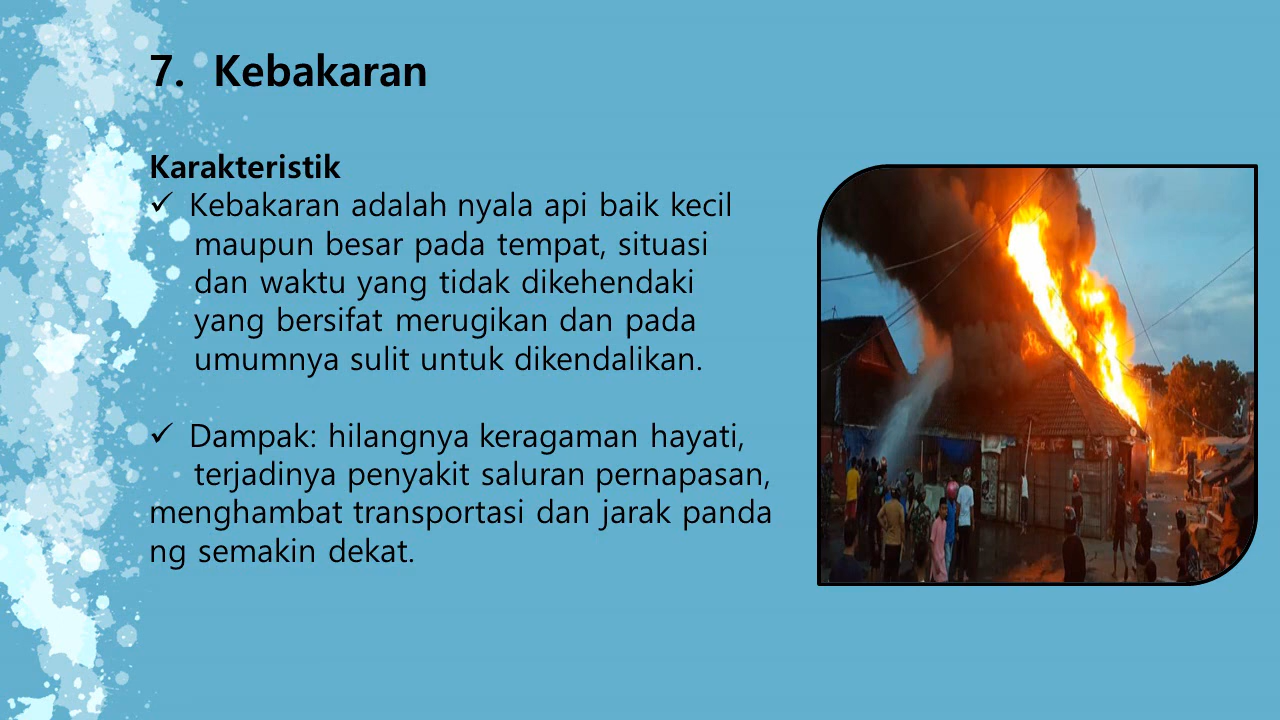 7. Kebakaran
Karakteristik
✓ Kebakaran adalah nyala api baik kecil
maupun besar pada tempat, situasi
dan waktu yang tidak dikehendaki
yang bersifat merugikan dan pada
umumnya sulit untuk dikendalikan.
✓ Dampak: hilangnya keragaman hayati,
terjadinya penyakit saluran pernapasan,
menghambat transportasi dan jarak panda
ng semakin dekat.